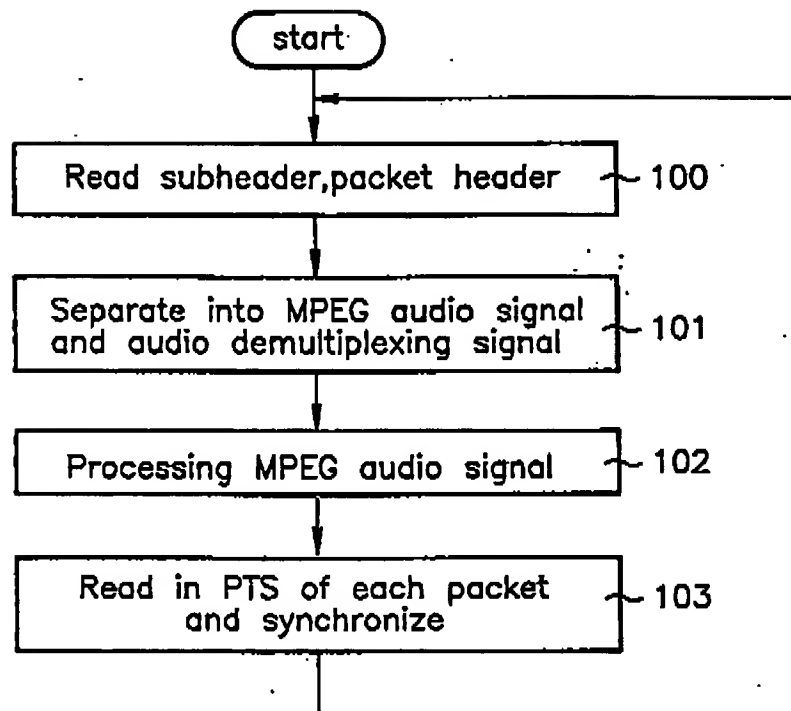 start
Read subheader,packet header
100
Separate into MPEG audio signal
and audio demultiplexing signal
101
Processing MPEG audio signal
102
Read in PTS of each packet
and synchronize
103